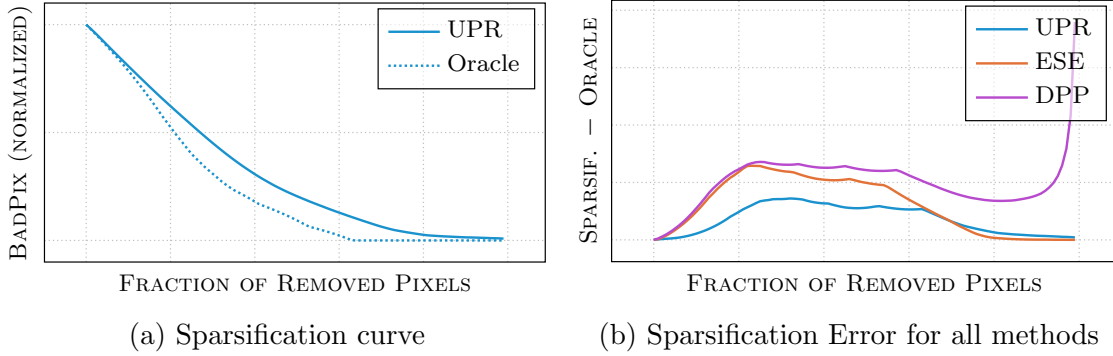 BADPIX (NORMALIZED)
UPR
Oracle
FRACTION OF REMOVED PIXELS
(a) Sparsification curve
SPARSIF. − ORACLE
UPR
ESE
DPP
FRACTION OF REMOVED PIXELS
(b) Sparsification Error for all methods